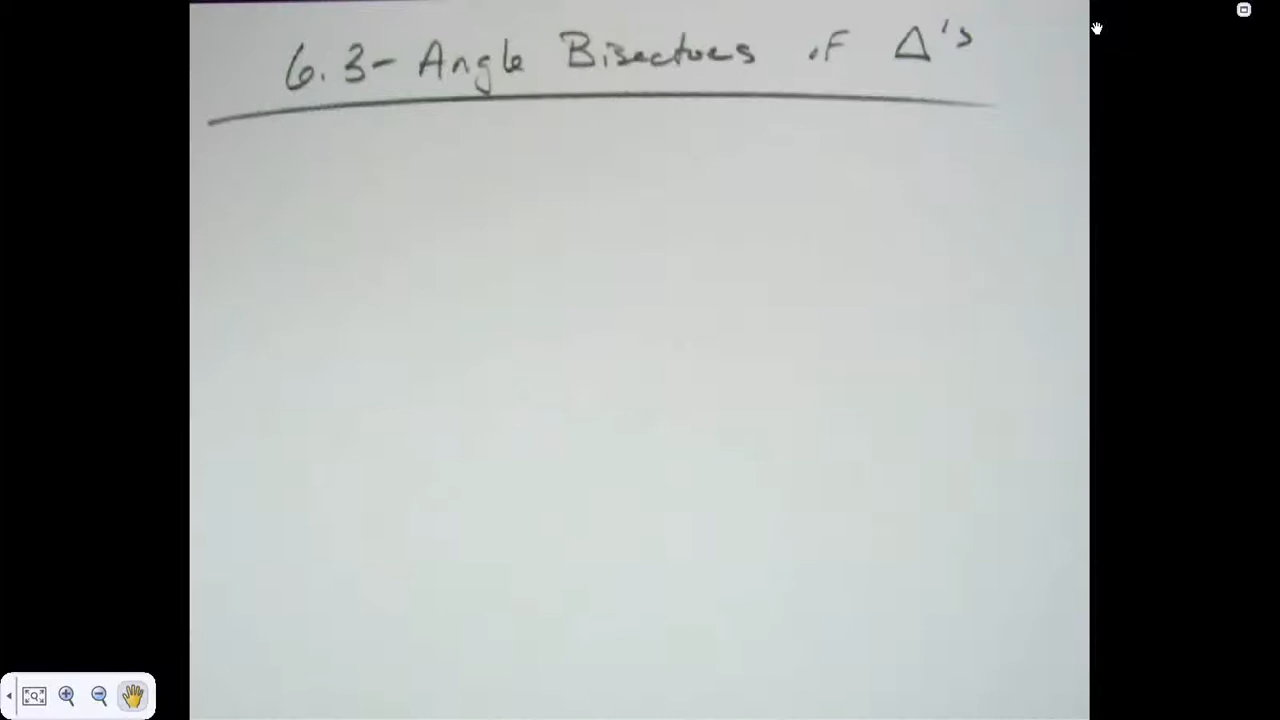 6.3- Angle Bisectors of Δ's